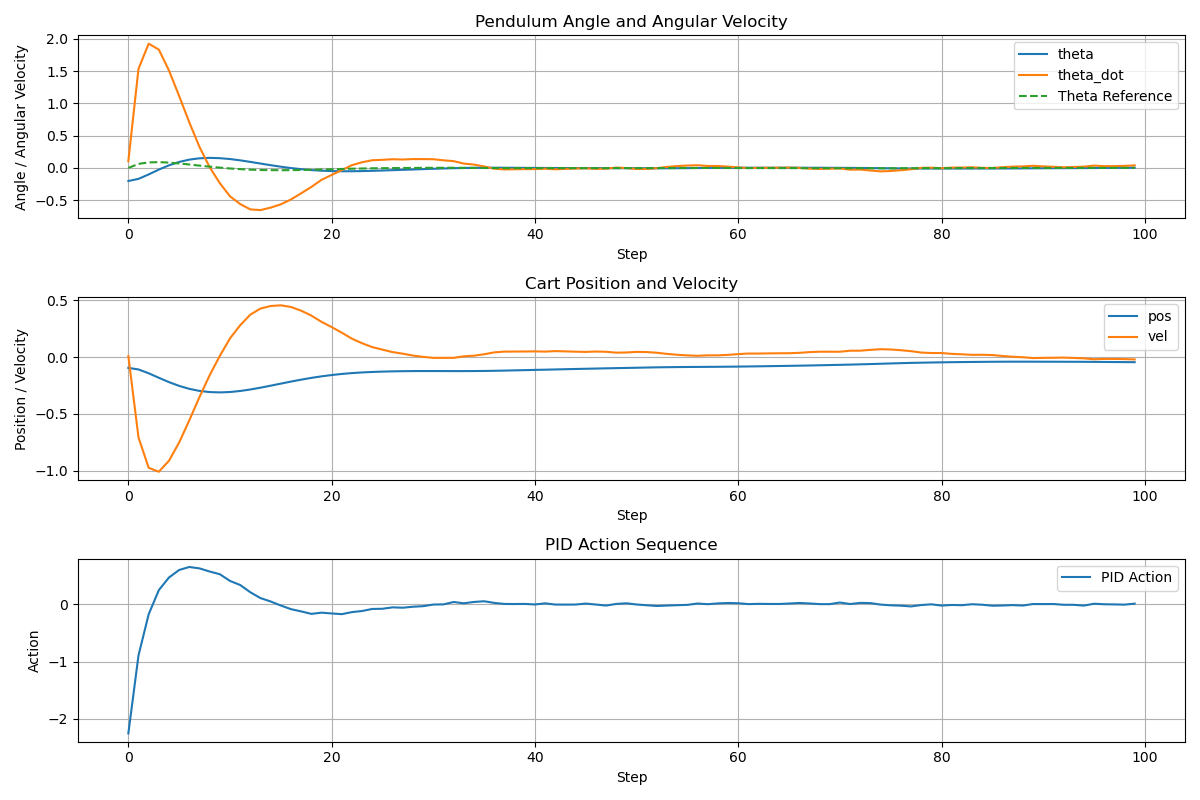 Pendulum Angle and Angular Velocity
Angle / Angular Velocity
2.0
1.5
1.0
0.5
0.0
−0.5
theta
theta_dot
Theta Reference
0 20 40 60 80 100
Step
Cart Position and Velocity
Position / Velocity
0.5
0.0
−0.5
−1.0
pos
vel
0 20 40 60 80 100
Step
PID Action Sequence
Action
0
−1
−2
PID Action
0 20 40 60 80 100
Step